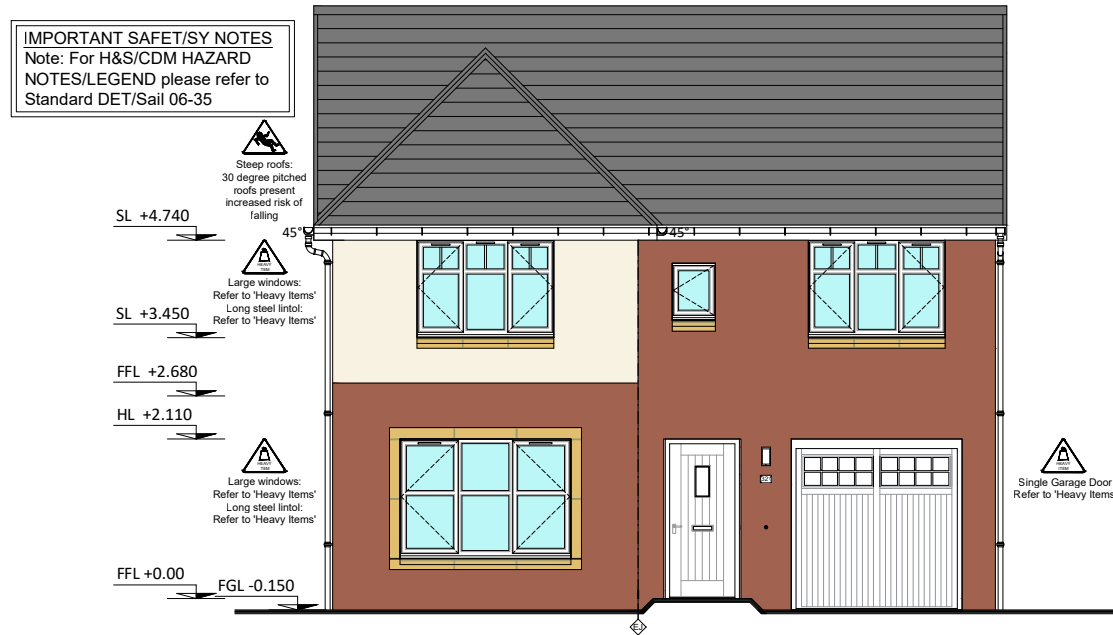 IMPORTANT SAFET/SY NOTES
Note: For H&S/CDM HAZARD
NOTES/LEGEND please refer to
Standard DET/Sail 06-35
Steep roofs:
30 degree pitched
roofs present
increased risk of
falling
SL +4.740
45°
45°
HEAVY
ITEM
Large windows:
Refer to 'Heavy Items'
Long steel lintol:
Refer to 'Heavy Items'
SL +3.450
FFL +2.680
HL +2.110
HEAVY
ITEM
Large windows:
Refer to 'Heavy Items'
Long steel lintol:
Refer to 'Heavy Items'
HEAVY
ITEM
Single Garage Door
Refer to 'Heavy Items
FFL +0.00
FGL -0.150
EJ